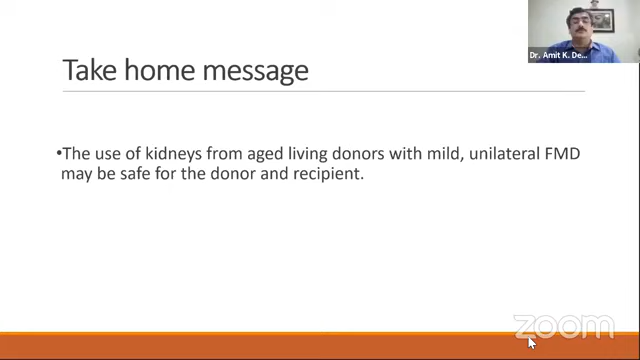 Dr. Amit K. De...
Take home message
•The use of kidneys from aged living donors with mild, unilateral FMD
may be safe for the donor and recipient.
zoom